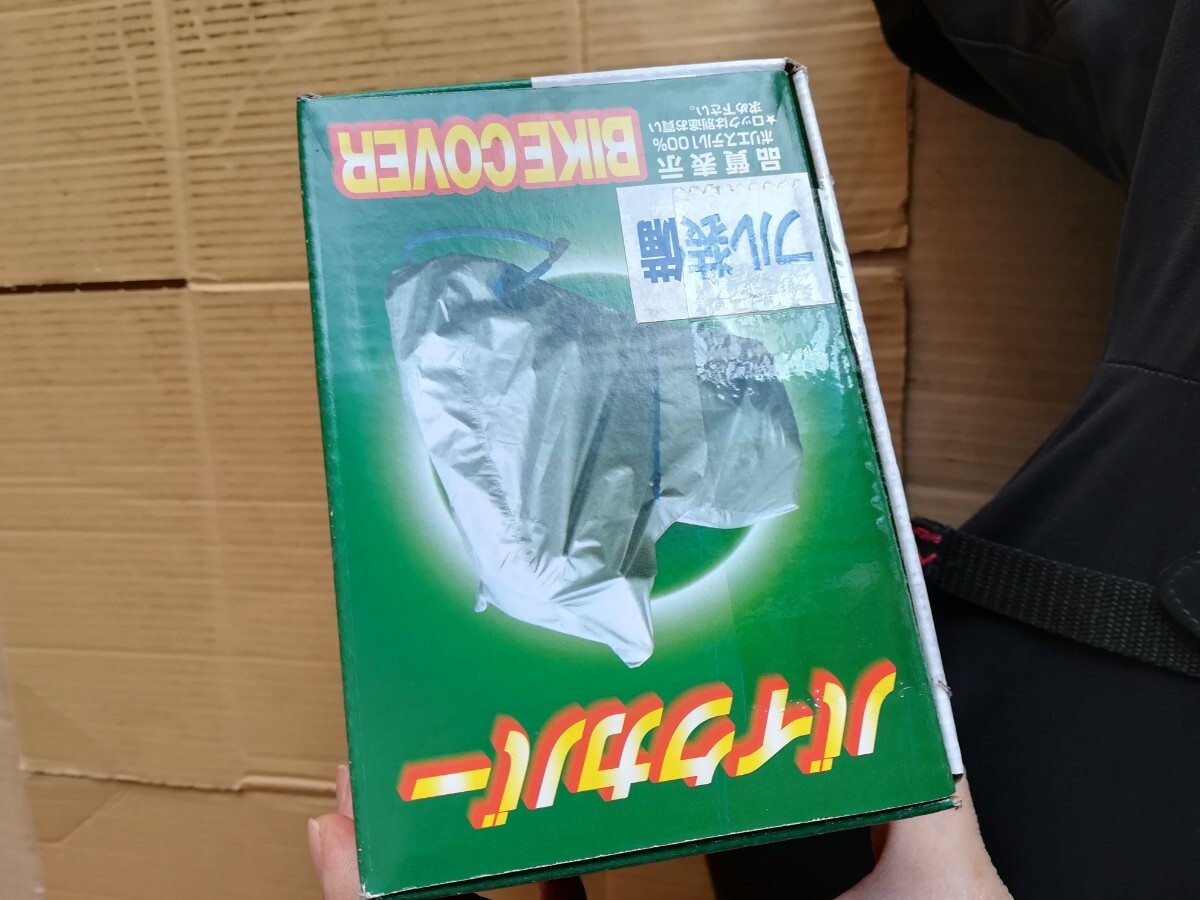 バイクカバー
フル装備
BIKE COVER
品質表示
ポリエステル100%
★ロックは別途お買い
求め下さい。